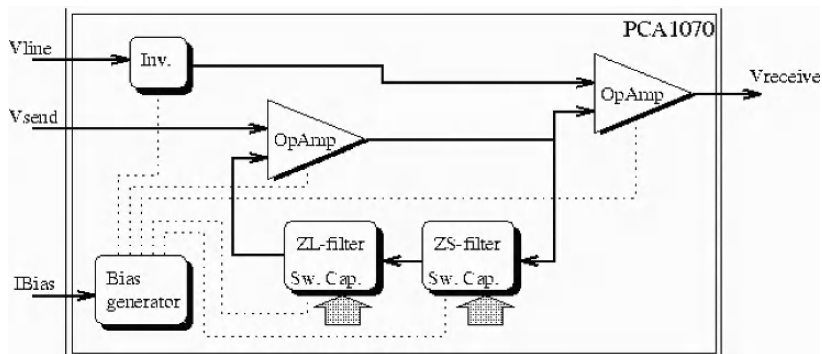 PCA1070
Vline
Inv.
Vreceive
OpAmp
Vsend
OpAmp
ZL-filter
Sw. Cap.
ZS-filter
Sw. Cap.
IBias
Bias
generator